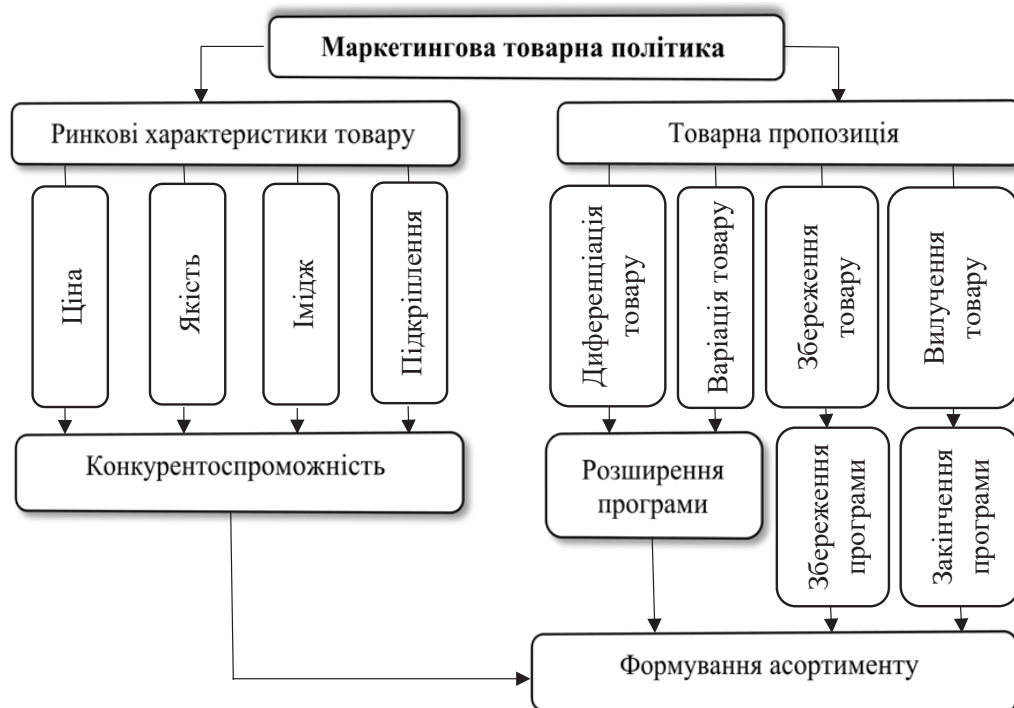 Маркетингова товарна політика
Ринкові характеристики товару
Товарна пропозиція
Ціна
Якість
Імідж
Підкріплення
Диференціація
товару
Варіація товару
Збереження
товару
Вилучення
товару
Конкурентоспроможність
Розширення
програми
Збереження
програми
Закінчення
програми
Формування асортименту